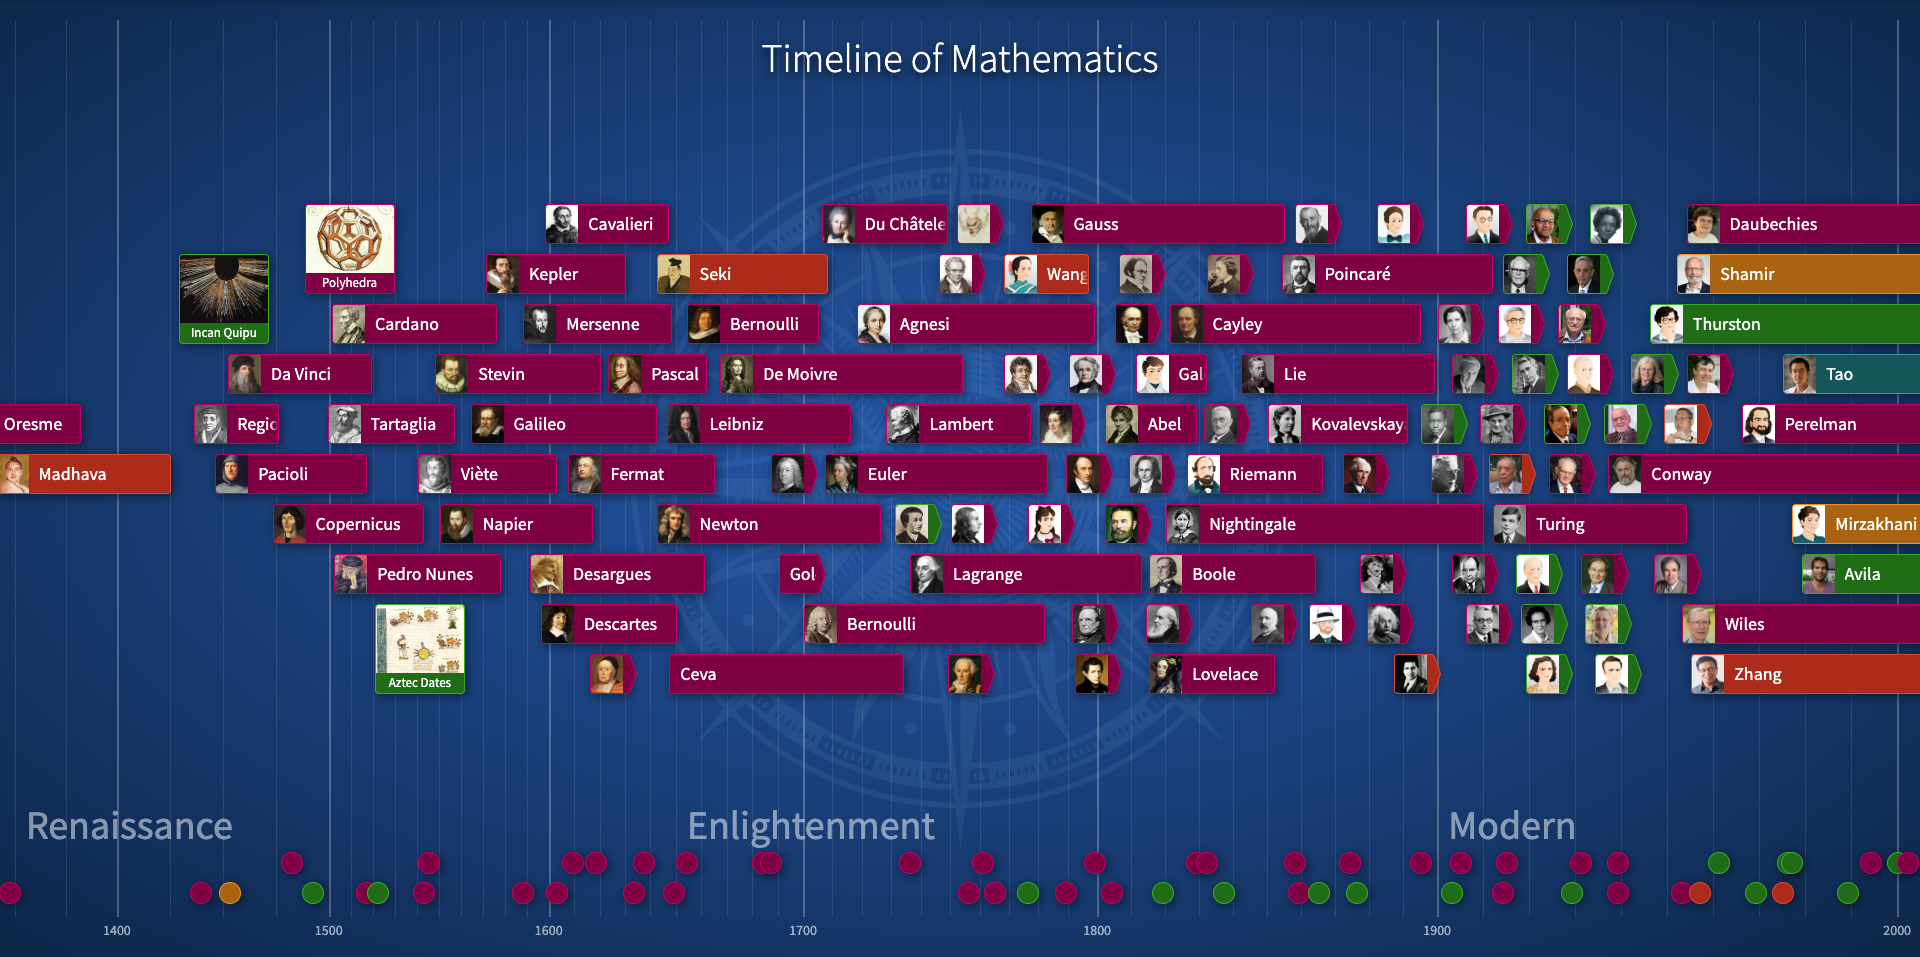 Timeline of Mathematics
Cavalieri
Du Châtele
Gauss
Daubechies
Polyhedra
Kepler
Seki
Wang
Poincaré
Shamir
Incan Quipu
Cardano
Mersenne
Bernoulli
Agnesi
Cayley
Thurston
Da Vinci
Stevin
Pascal
De Moivre
Gal
Lie
Tao
Oresme
Regic
Tartaglia
Galileo
Leibniz
Lambert
Abel
Kovalevskay
Perelman
Madhava
Pacioli
Viète
Fermat
Euler
Riemann
Conway
Copernicus
Napier
Newton
Nightingale
Turing
Mirzakhani
Pedro Nunes
Desargues
Gol
Lagrange
Boole
Avila
Aztec Dates
Descartes
Bernoulli
Wiles
Ceva
Lovelace
Zhang
Renaissance
Enlightenment
Modern
1400
1500
1600
1700
1800
1900
2000